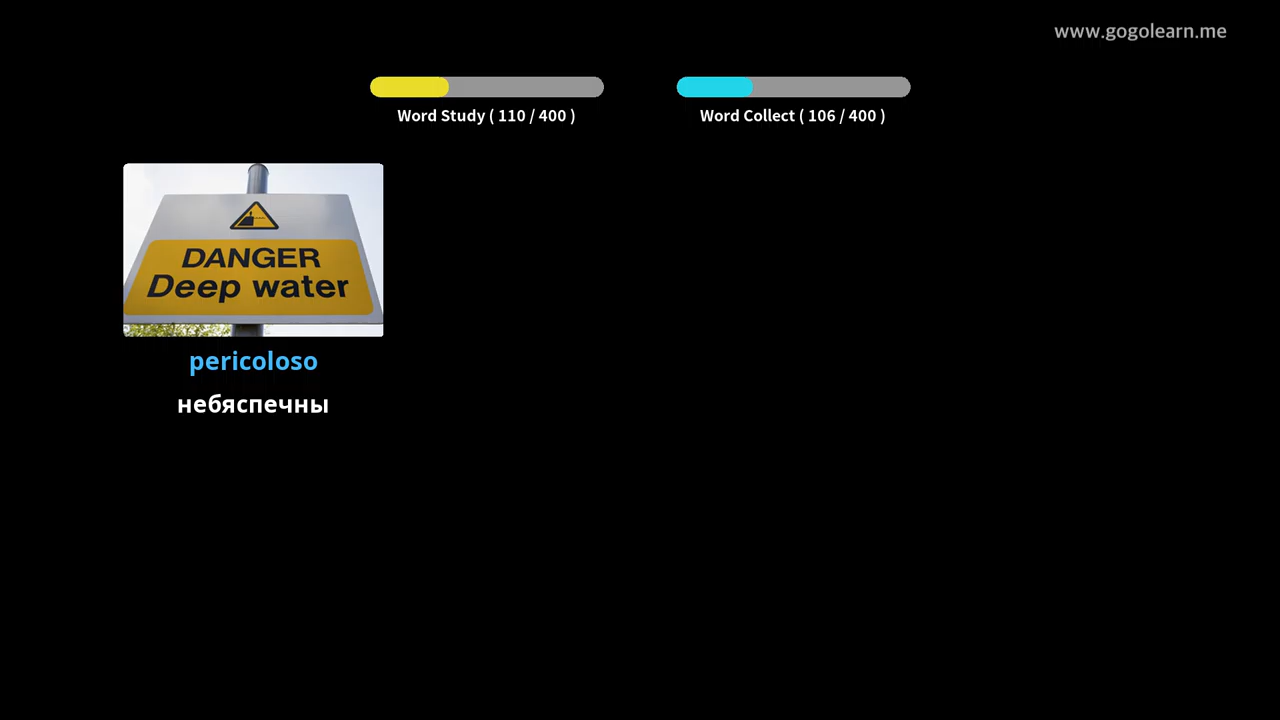 www.gogolearn.me
Word Study ( 110 / 400 )
Word Collect ( 106 / 400 )
DANGER
Deep water
pericoloso
небяспечны